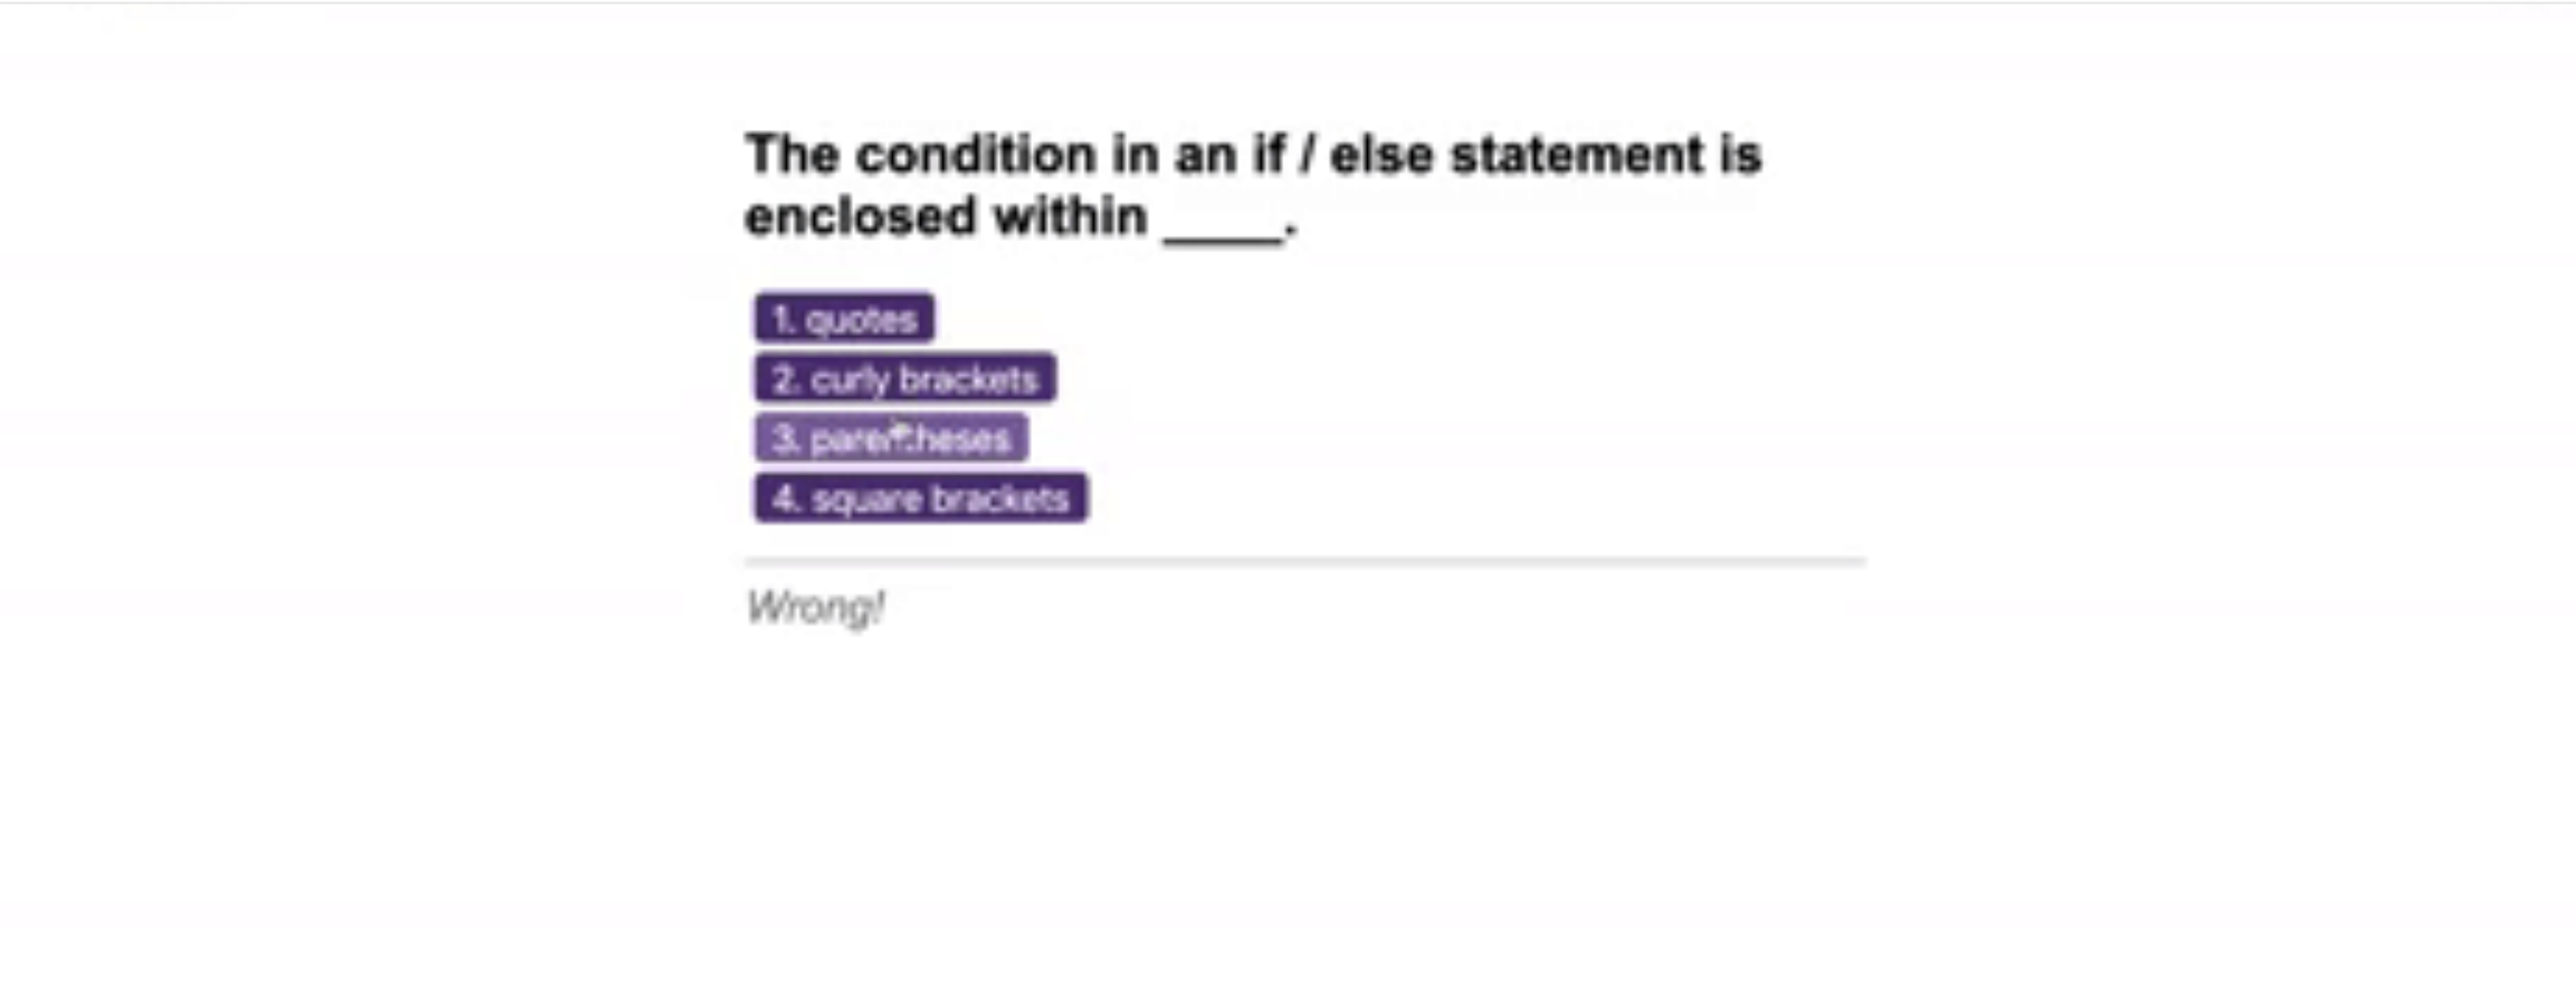 The condition in an if / else statement is
enclosed within ____.
1. quotes
2. curly brackets
3. parentheses
4. square brackets
Wrong!